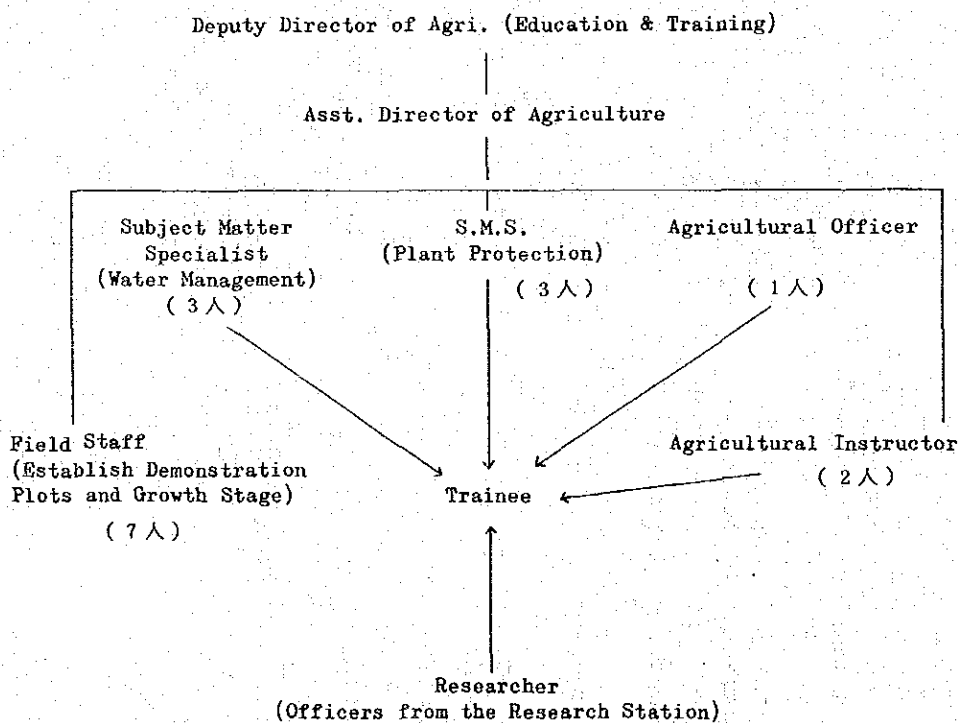 Deputy Director of Agri. (Education & Training)
Asst. Director of Agriculture
Subject Matter
Specialist
(Water Management)
( 3人 )
S.M.S.
(Plant Protection)
( 3人 )
Agricultural Officer
( 1人 )
Field Staff
(Establish Demonstration
Plots and Growth Stage)
( 7人 )
Trainee
Agricultural Instructor
( 2人 )
Researcher
(Officers from the Research Station)